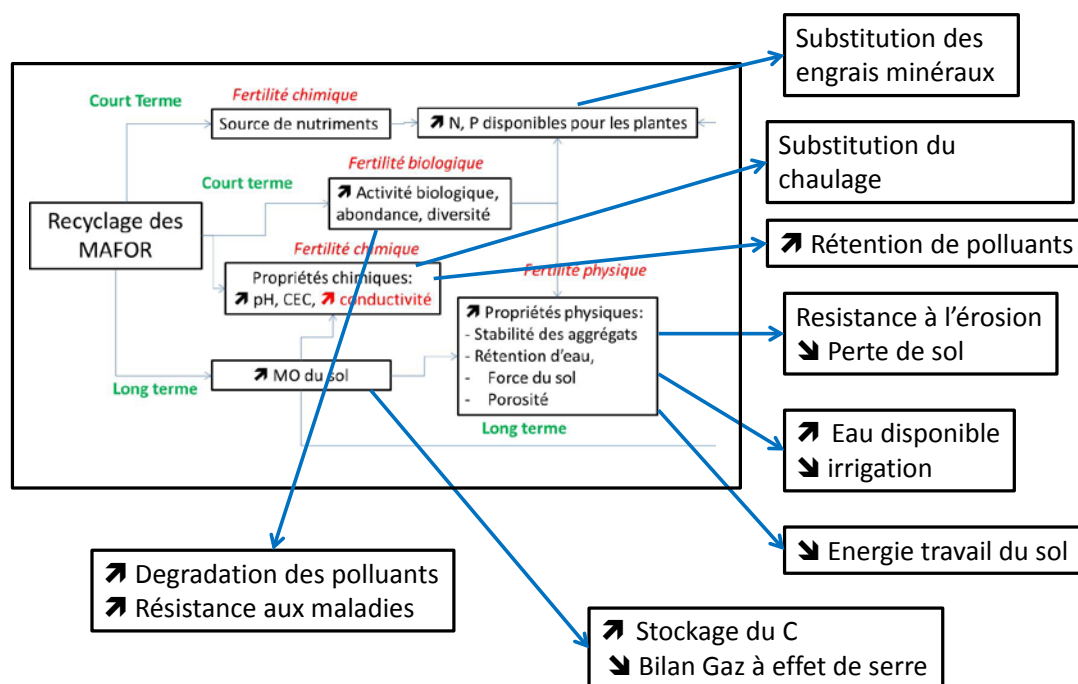 Substitution des
engrais minéraux
Court Terme
Fertilité chimique
Source de nutriments
↗ N, P disponibles pour les plantes
Substitution du
chaulage
Fertilité biologique
Court terme
↗ Activité biologique,
abondance, diversité
Recyclage des
MAFOR
↗ Rétention de polluants
Fertilité chimique
Propriétés chimiques:
↗ pH, CEC, ↗ conductivité
Fertilité physique
↗ Propriétés physiques:
- Stabilité des aggrégats
- Rétention d'eau,
- Force du sol
- Porosité
Resistance à l'érosion
↘ Perte de sol
↗ MO du sol
Long terme
Long terme
↗ Eau disponible
↘ irrigation
↘ Energie travail du sol
↗ Degradation des polluants
↗ Résistance aux maladies
↗ Stockage du C
↘ Bilan Gaz à effet de serre